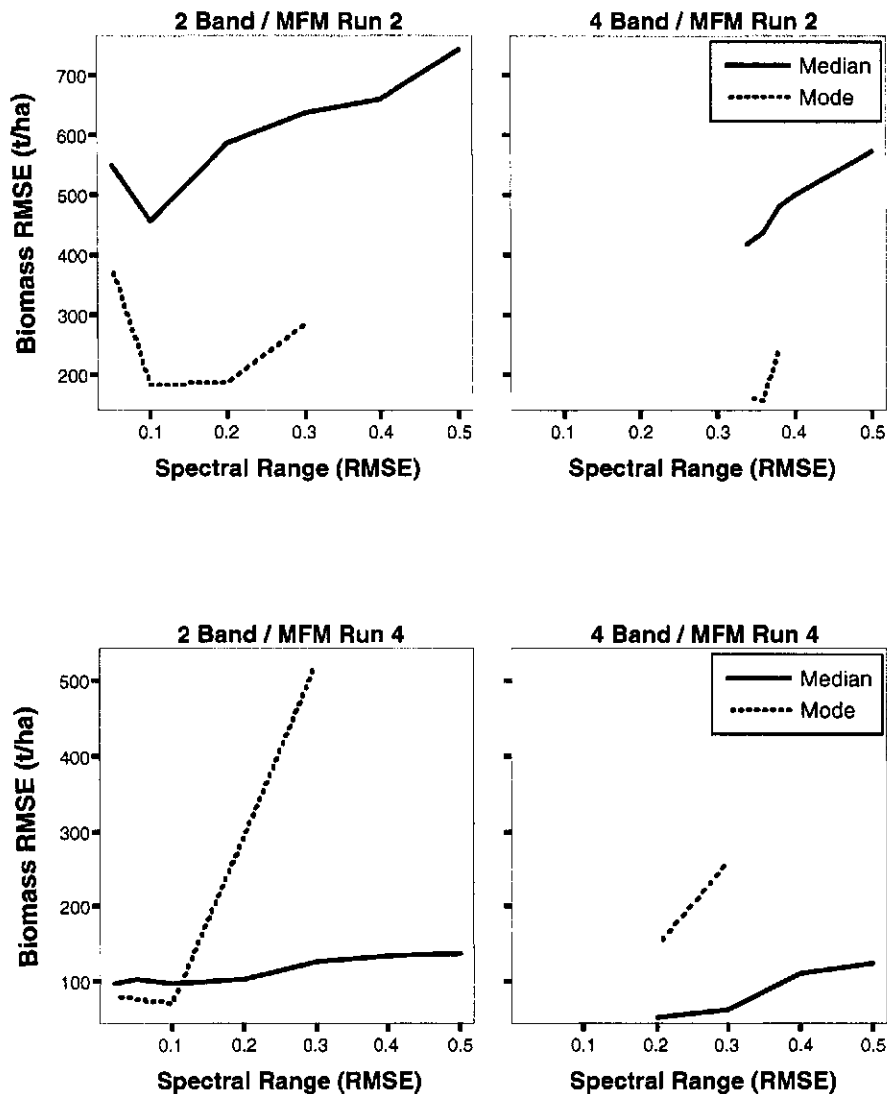 2 Band / MFM Run 2
4 Band / MFM Run 2
Biomass RMSE (t/ha)
700
600
500
400
300
200
Median
Mode
0.1 0.2 0.3 0.4 0.5
0.1 0.2 0.3 0.4 0.5
Spectral Range (RMSE)
Spectral Range (RMSE)
2 Band / MFM Run 4
4 Band / MFM Run 4
Biomass RMSE (t/ha)
500
400
300
200
100
Median
Mode
0.1 0.2 0.3 0.4 0.5
0.1 0.2 0.3 0.4 0.5
Spectral Range (RMSE)
Spectral Range (RMSE)